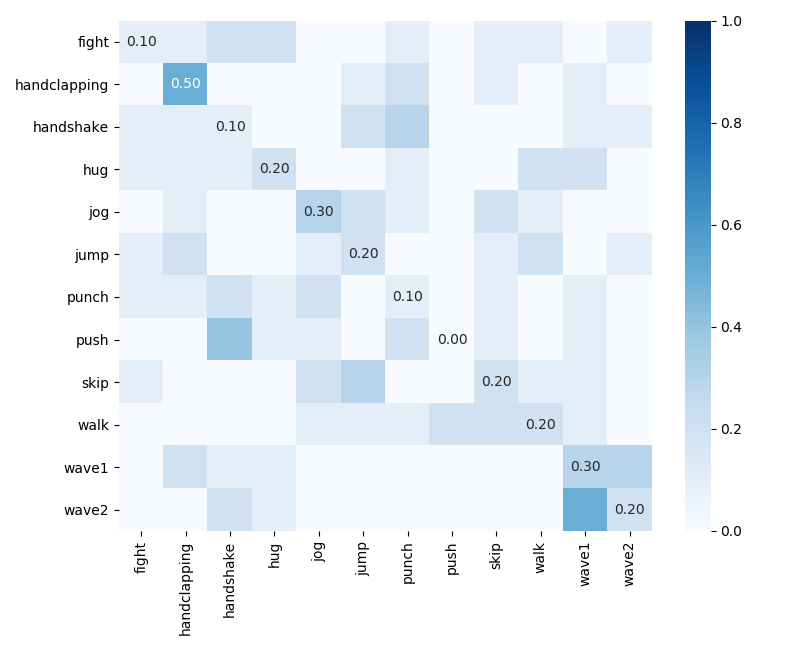 fight 0.10
handclapping 0.50
handshake 0.10
hug 0.20
jog 0.30
jump 0.20
punch 0.10
push 0.00
skip 0.20
walk 0.20
wave1 0.30
wave2 0.20
fight
handclapping
handshake
hug
jog
jump
punch
push
skip
walk
wave1
wave2
1.0
0.8
0.6
0.4
0.2
0.0